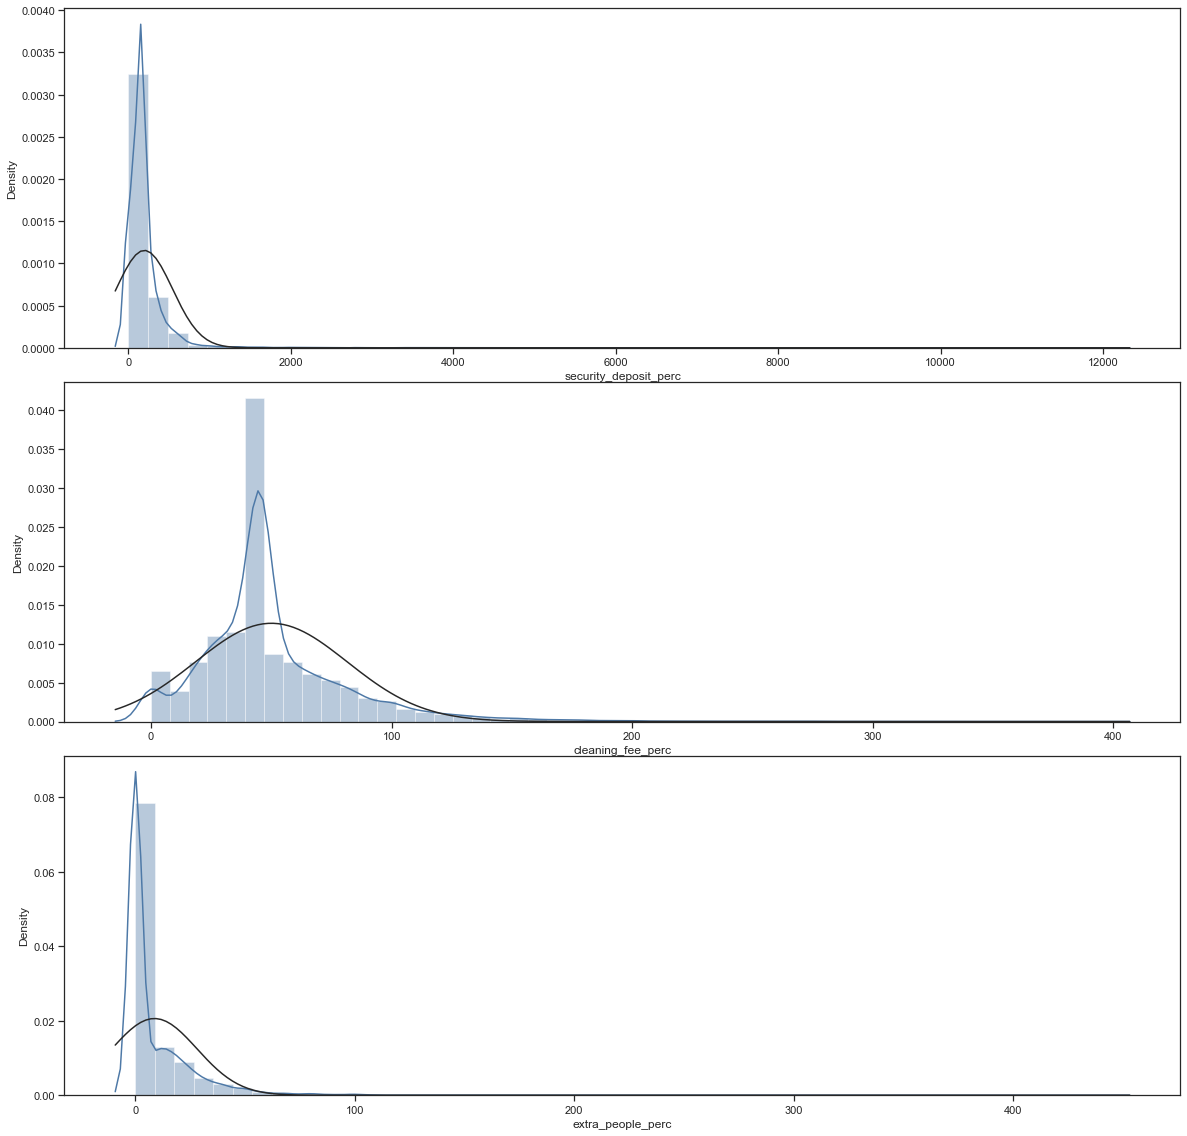 0.0040
0.0035
0.0030
0.0025
0.0020
0.0015
0.0010
0.0005
0.0000
Density
0 2000 4000 6000 8000 10000 12000
security_deposit_perc
0.040
0.035
0.030
0.025
0.020
0.015
0.010
0.005
0.000
Density
0 100 200 300 400
cleaning_fee_perc
0.08
0.06
0.04
0.02
0.00
Density
0 100 200 300 400
extra_people_perc